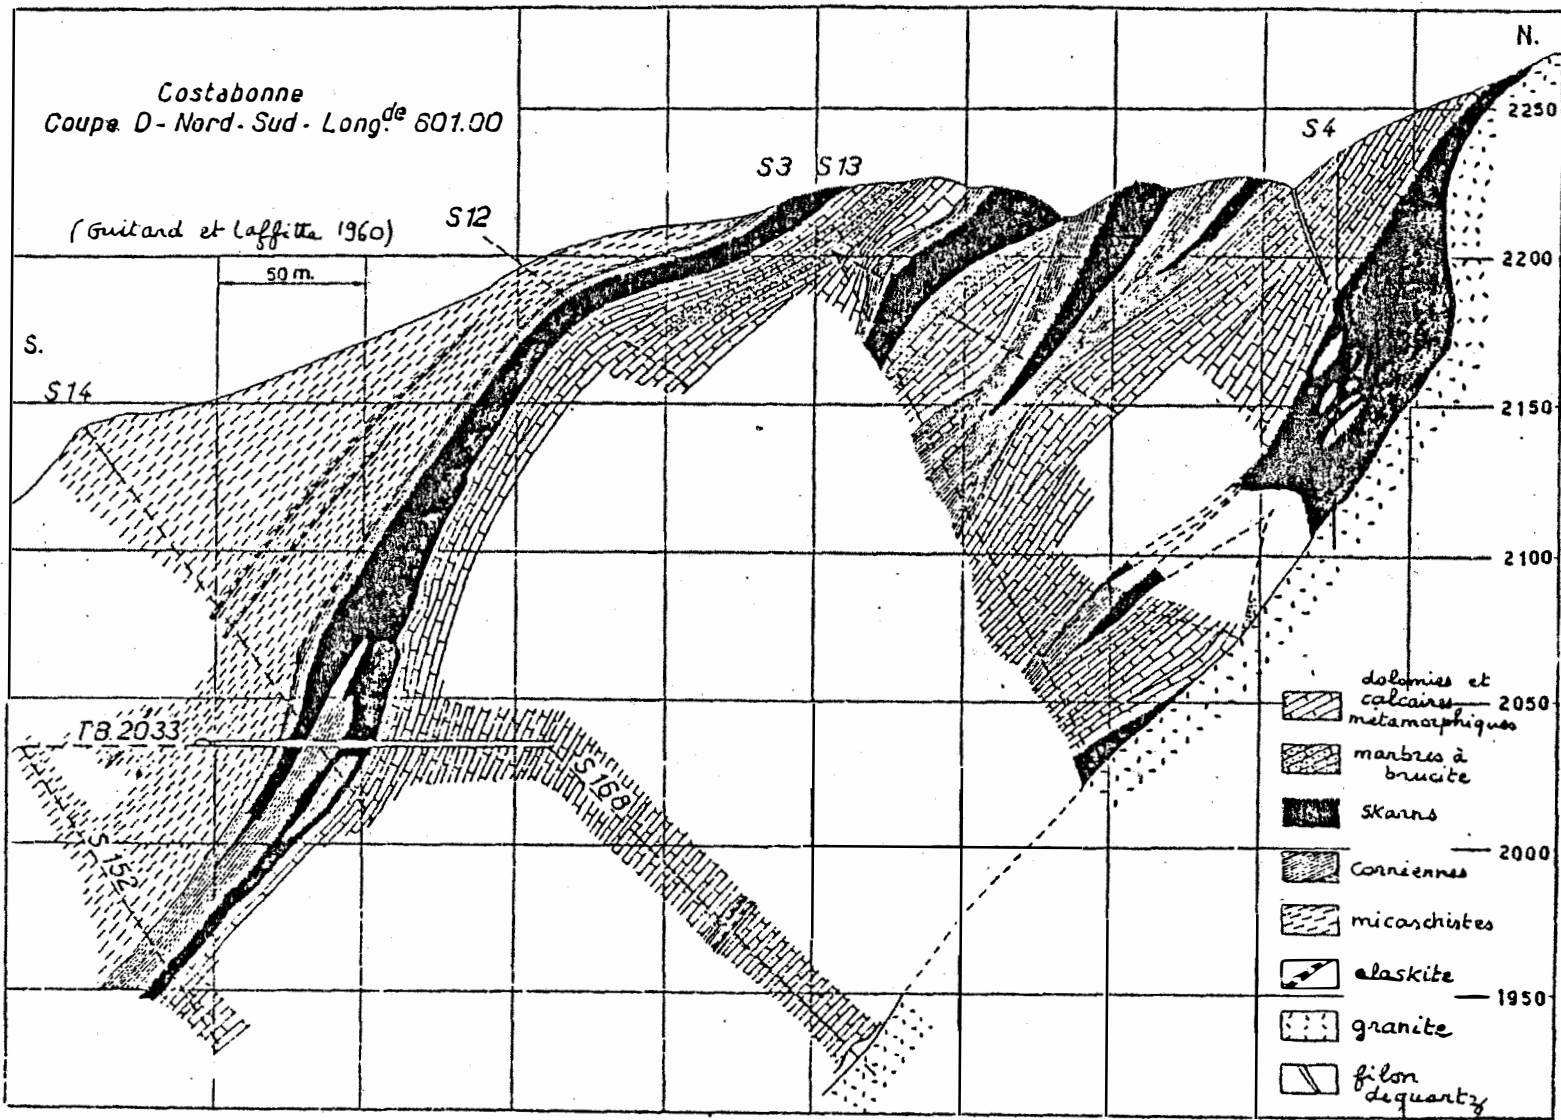 Costabonne
Coupe D - Nord - Sud - Long.de 601.00
(Guitard et Laffitte 1960)
N.
S.
50 m.
S14
S12
S3
S13
S4
TB 2033
S 152
S 168
2250
2200
2150
2100
2050
2000
1950
dolomies et
calcaires
metamorphiques
marbres à
brucite
skarns
cornéennes
micaschistes
alaskite
granite
filon
de quartz